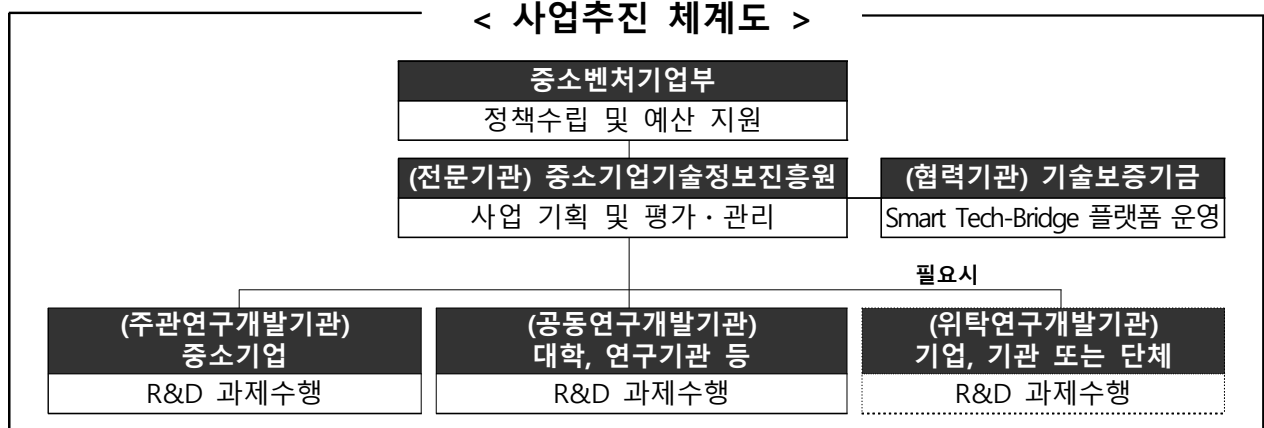 < 사업추진 체계도 >
중소벤처기업부
정책수립 및 예산 지원
(전문기관) 중소기업기술정보진흥원
사업 기획 및 평가·관리
(협력기관) 기술보증기금
Smart Tech-Bridge 플랫폼 운영
필요시
(주관연구개발기관)
중소기업
R&D 과제수행
(공동연구개발기관)
대학, 연구기관 등
R&D 과제수행
(위탁연구개발기관)
기업, 기관 또는 단체
R&D 과제수행